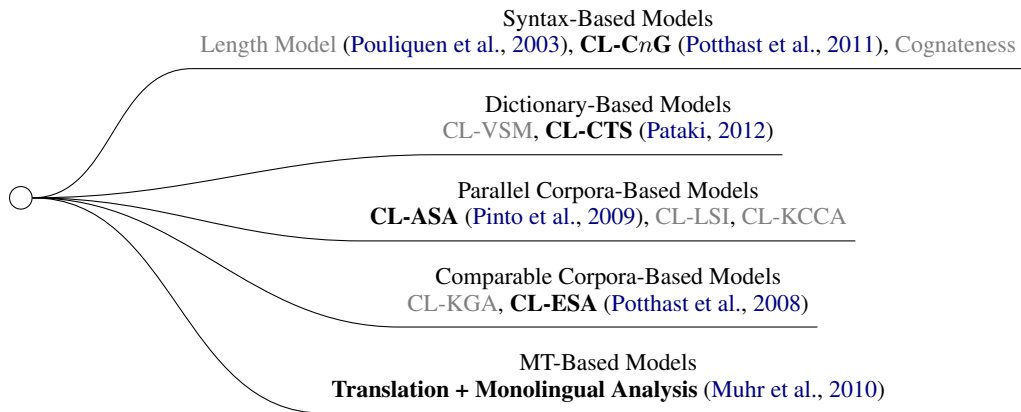 Syntax-Based Models
Length Model (Pouliquen et al., 2003), CL-CnG (Potthast et al., 2011), Cognateness
Dictionary-Based Models
CL-VSM, CL-CTS (Pataki, 2012)
Parallel Corpora-Based Models
CL-ASA (Pinto et al., 2009), CL-LSI, CL-KCCA
Comparable Corpora-Based Models
CL-KGA, CL-ESA (Potthast et al., 2008)
MT-Based Models
Translation + Monolingual Analysis (Muhr et al., 2010)